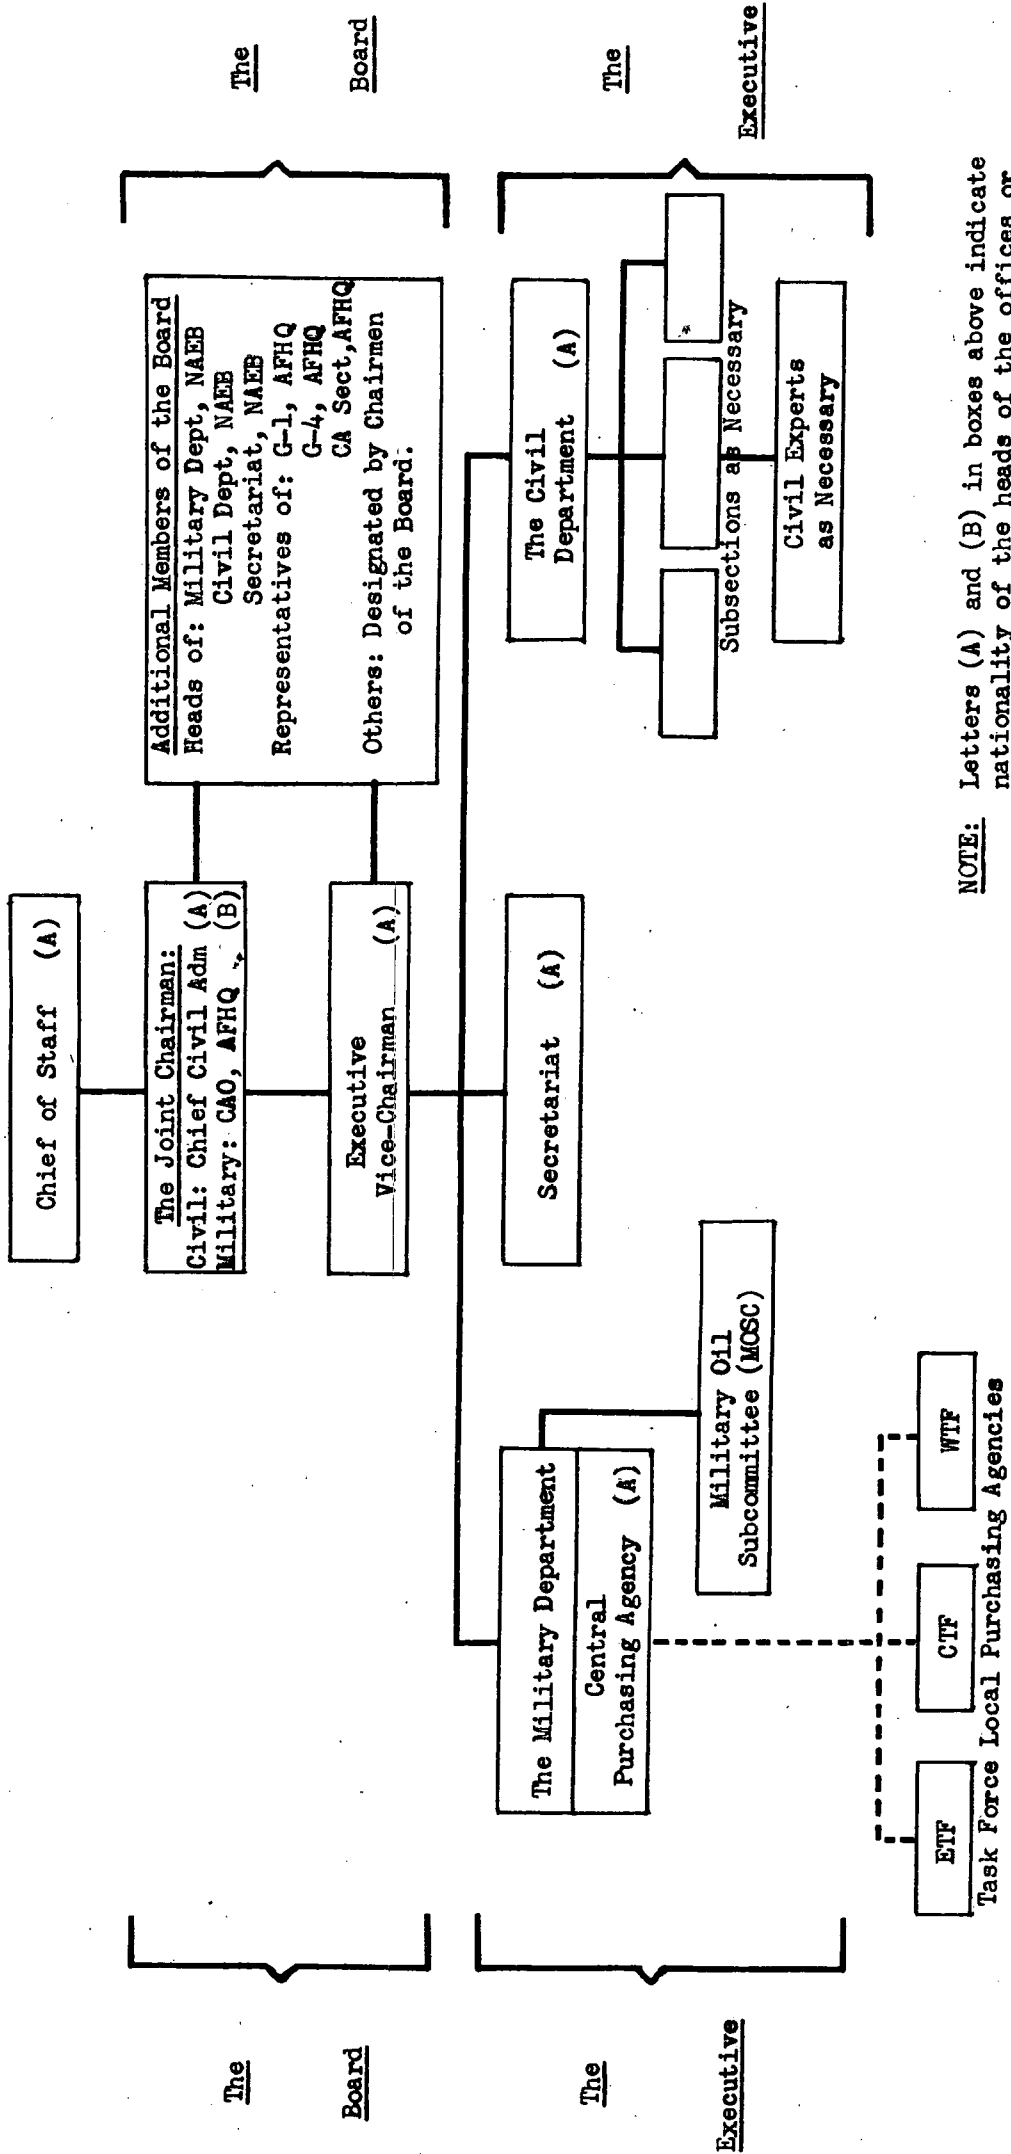 Chief of Staff (A)
The Joint Chairman:
Civil: Chief Civil Adm (A)
Military: CAO, AFHQ (B)
Executive
Vice-Chairman (A)
Additional Members of the Board
Heads of: Military Dept, NAEB
Civil Dept, NAEB
Secretariat, NAEB
Representatives of: G-1, AFHQ
G-4, AFHQ
CA Sect, AFHQ
Others: Designated by Chairmen
of the Board.
The
Board
The
Board
The
Executive
The
Executive
The Military Department
Central
Purchasing Agency (A)
Military Oil
Subcommittee (MOSC)
Secretariat (A)
The Civil
Department (A)
Subsections as Necessary
Civil Experts
as Necessary
ETF
CTF
WTF
Task Force Local Purchasing Agencies
NOTE: Letters (A) and (B) in boxes above indicate
nationality of the heads of the offices or